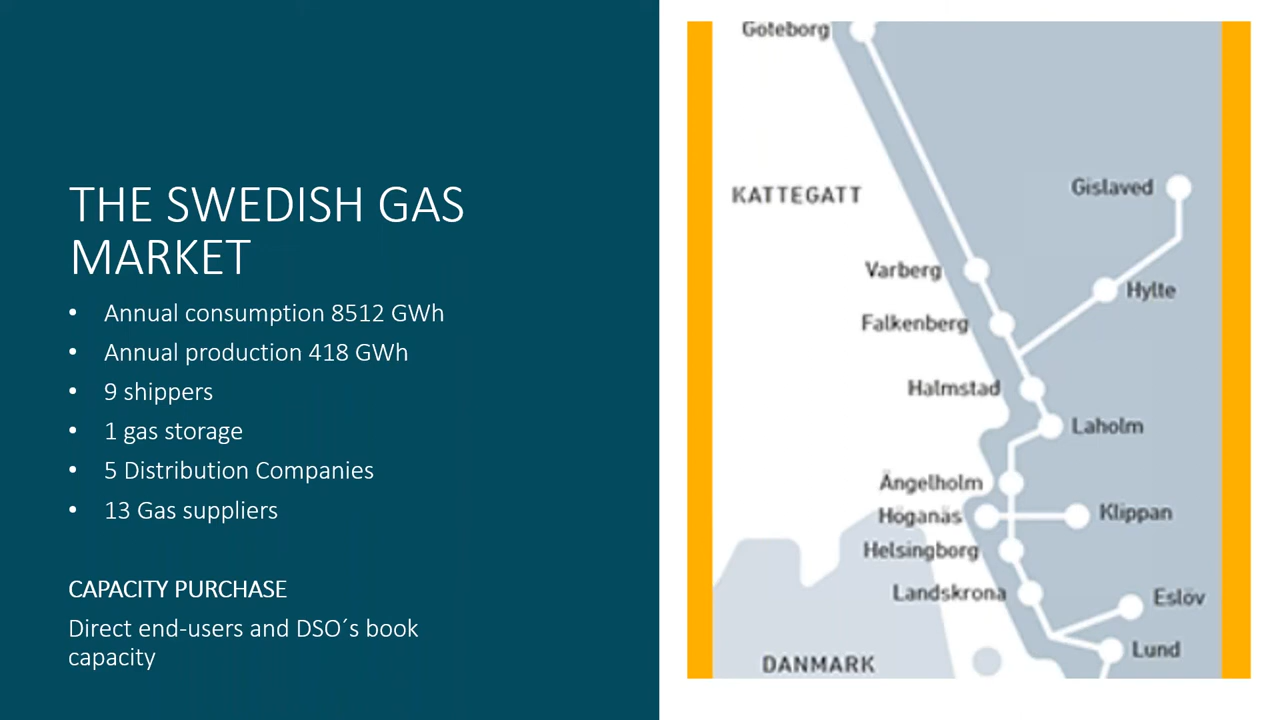 THE SWEDISH GAS
MARKET
• Annual consumption 8512 GWh
• Annual production 418 GWh
• 9 shippers
• 1 gas storage
• 5 Distribution Companies
• 13 Gas suppliers
CAPACITY PURCHASE
Direct end-users and DSO´s book
capacity
Göteborg
KATTEGATT
Gislaved
Varberg
Hylte
Falkenberg
Halmstad
Laholm
Ängelholm
Höganäs
Klippan
Helsingborg
Landskrona
Eslöv
Lund
DANMARK